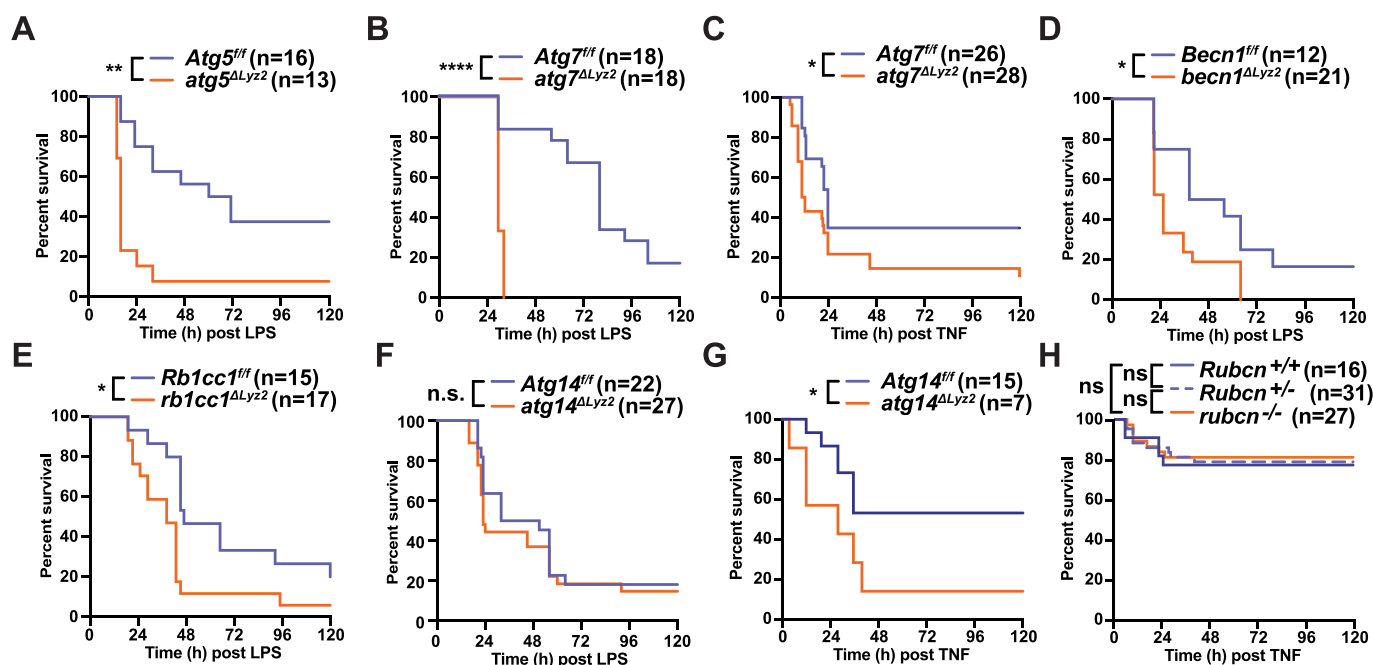 A
** Atg5f/f (n=16)
atg5ΔLyz2 (n=13)
Percent survival
100
80
60
40
20
0
0 24 48 72 96 120
Time (h) post LPS
B
**** Atg7f/f (n=18)
atg7ΔLyz2 (n=18)
Percent survival
100
80
60
40
20
0
0 24 48 72 96 120
Time (h) post LPS
C
* Atg7f/f (n=26)
atg7ΔLyz2 (n=28)
Percent survival
100
80
60
40
20
0
0 24 48 72 96 120
Time (h) post TNF
D
* Becn1f/f (n=12)
becn1ΔLyz2 (n=21)
Percent survival
100
80
60
40
20
0
0 24 48 72 96 120
Time (h) post LPS
E
* Rb1cc1f/f (n=15)
rb1cc1ΔLyz2 (n=17)
Percent survival
100
80
60
40
20
0
0 24 48 72 96 120
Time (h) post LPS
F
n.s. Atg14f/f (n=22)
atg14ΔLyz2 (n=27)
Percent survival
100
80
60
40
20
0
0 24 48 72 96 120
Time (h) post LPS
G
* Atg14f/f (n=15)
atg14ΔLyz2 (n=7)
Percent survival
100
80
60
40
20
0
0 24 48 72 96 120
Time (h) post TNF
H
ns ns Rubcn+/+ (n=16)
Rubcn+/- (n=31)
ns rubcn-/- (n=27)
Percent survival
100
80
60
40
20
0
0 24 48 72 96 120
Time (h) post TNF